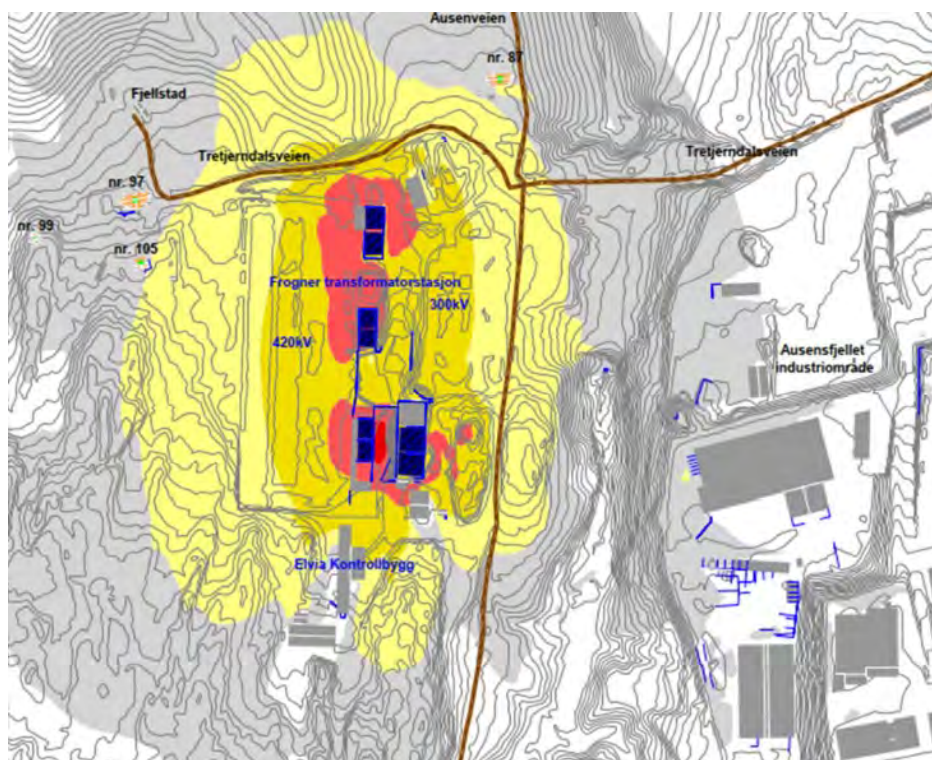 Ausenveien
nr. 87
Fjellstad
Tretjerndalsveien
Tretjerndalsveien
nr. 97
nr. 99
nr. 105
Frogner transformatorstasjon
300kV
420kV
Ausensfjellet
industriområde
Elvia Kontrollbygg